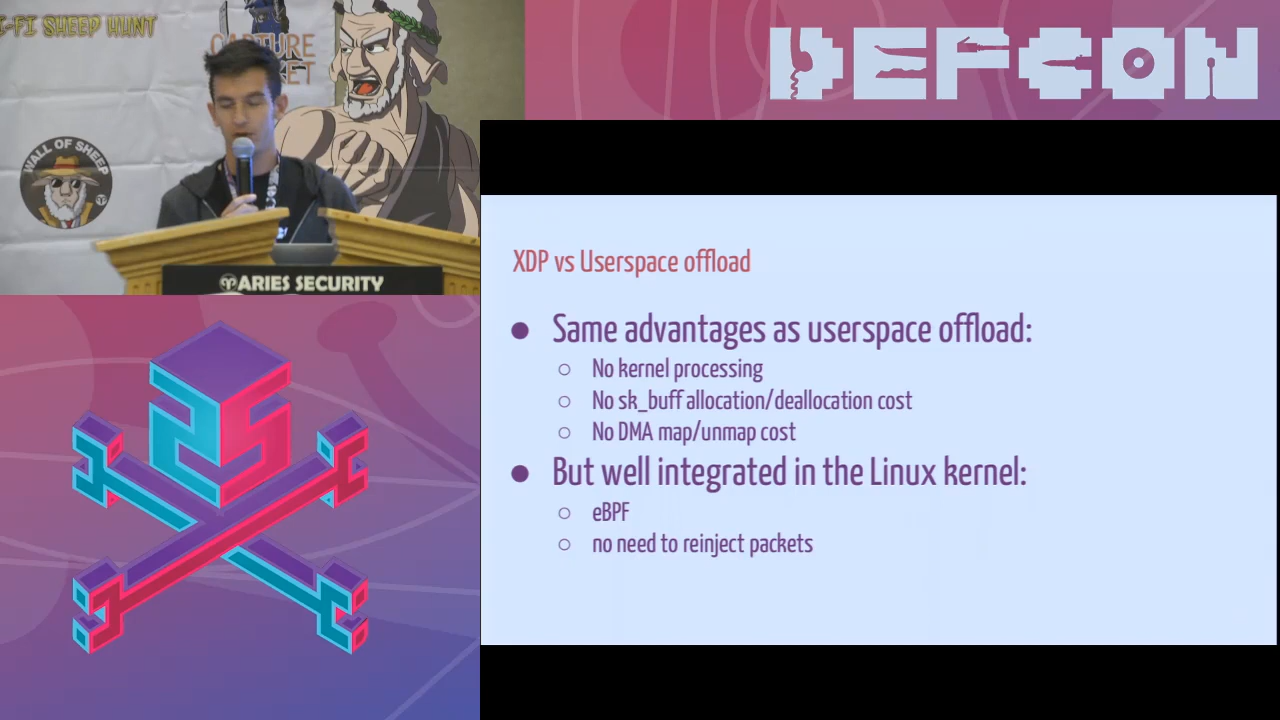 I-FI SHEEP HUNT
CAPTURE
WALL OF SHEEP
ARIES SECURITY
DEFCON
XDP vs Userspace offload
● Same advantages as userspace offload:
○ No kernel processing
○ No sk_buff allocation/deallocation cost
○ No DMA map/unmap cost
● But well integrated in the Linux kernel:
○ eBPF
○ no need to reinject packets